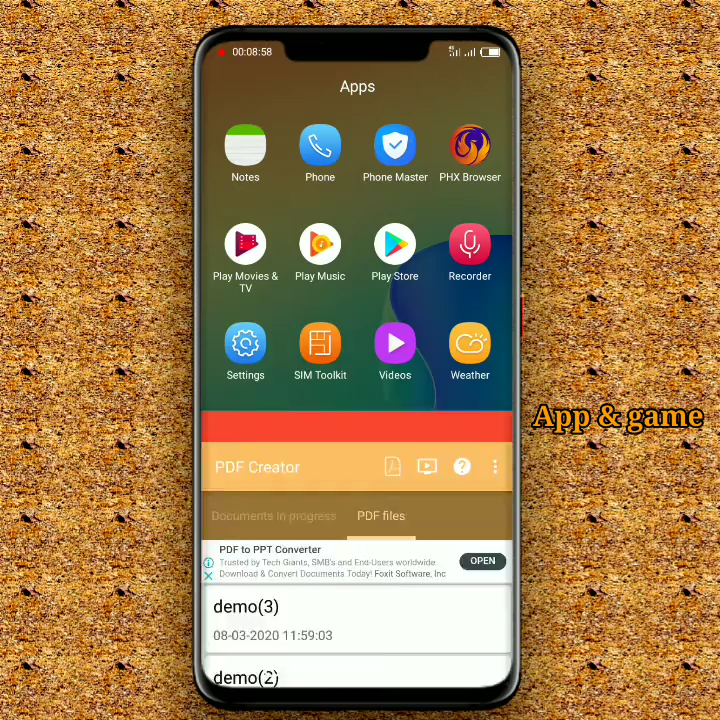 00:08:58
Apps
Notes
Phone
Phone Master
PHX Browser
Play Movies &
TV
Play Music
Play Store
Recorder
Settings
SIM Toolkit
Videos
Weather
App & game
PDF Creator
Documents in progress
PDF files
PDF to PPT Converter
Trusted by Tech Giants, SMB's and End-Users worldwide
Download & Convert Documents Today! Foxit Software, Inc
OPEN
demo(3)
08-03-2020 11:59:03
demo(2)